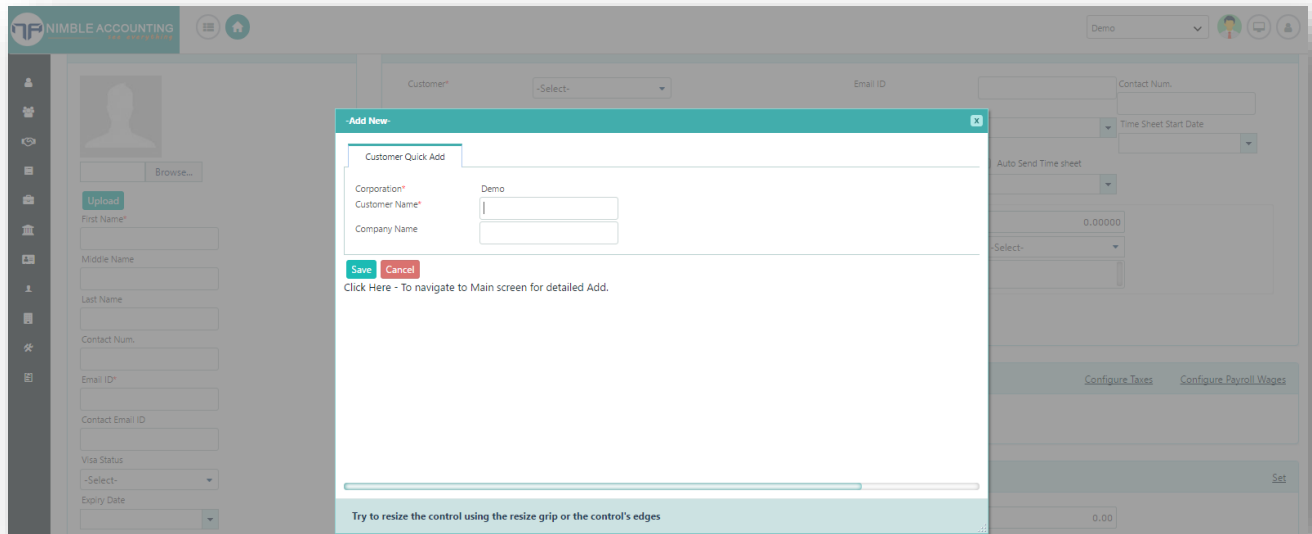 NIMBLE ACCOUNTING
Demo
Customer*
-Select-
Email ID
Contact Num.
Time Sheet Start Date
Auto Send Time sheet
0.00000
-Select-
Configure Taxes
Configure Payroll Wages
Set
0.00
Browse...
Upload
First Name*
Middle Name
Last Name
Contact Num.
Email ID*
Contact Email ID
Visa Status
-Select-
Expiry Date
-Add New-
x
Customer Quick Add
Corporation* Demo
Customer Name*
Company Name
Save Cancel
Click Here - To navigate to Main screen for detailed Add.
Try to resize the control using the resize grip or the control's edges